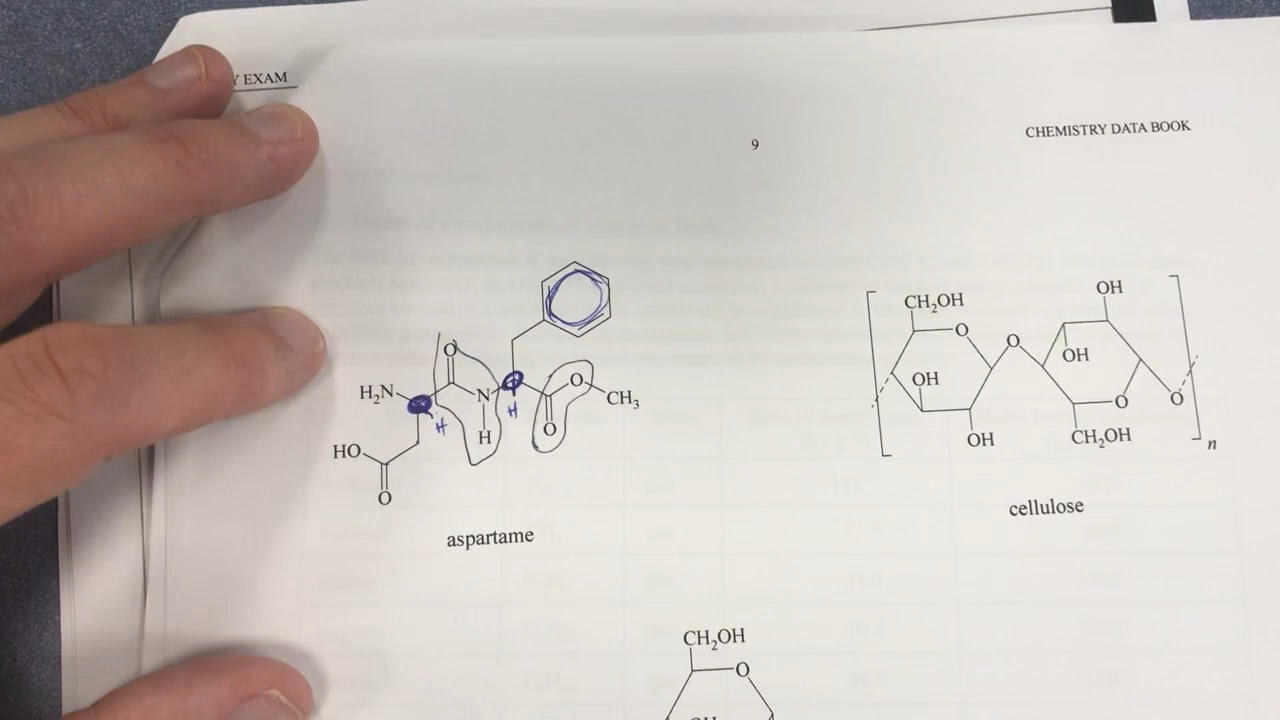 Y EXAM
9
CHEMISTRY DATA BOOK
O
H₂N
N
H
H
H
O
O
CH₃
HO
O
aspartame
CH₂OH
O
OH
OH
O
OH
OH
O
CH₂OH
O
n
cellulose
CH₂OH
O